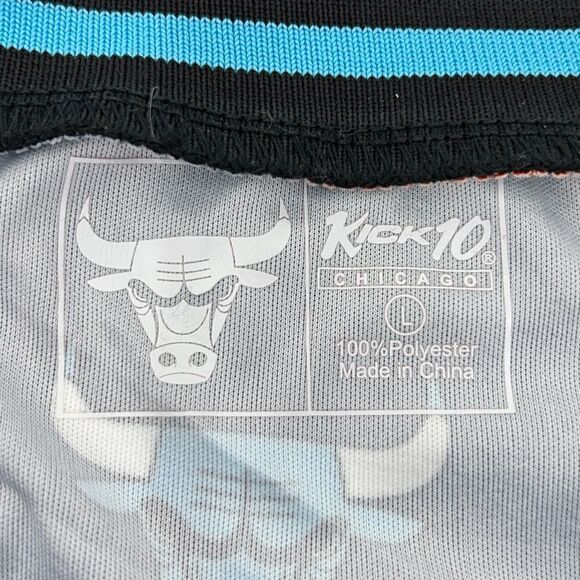 KICK10®
CHICAGO
L
100%Polyester
Made in China